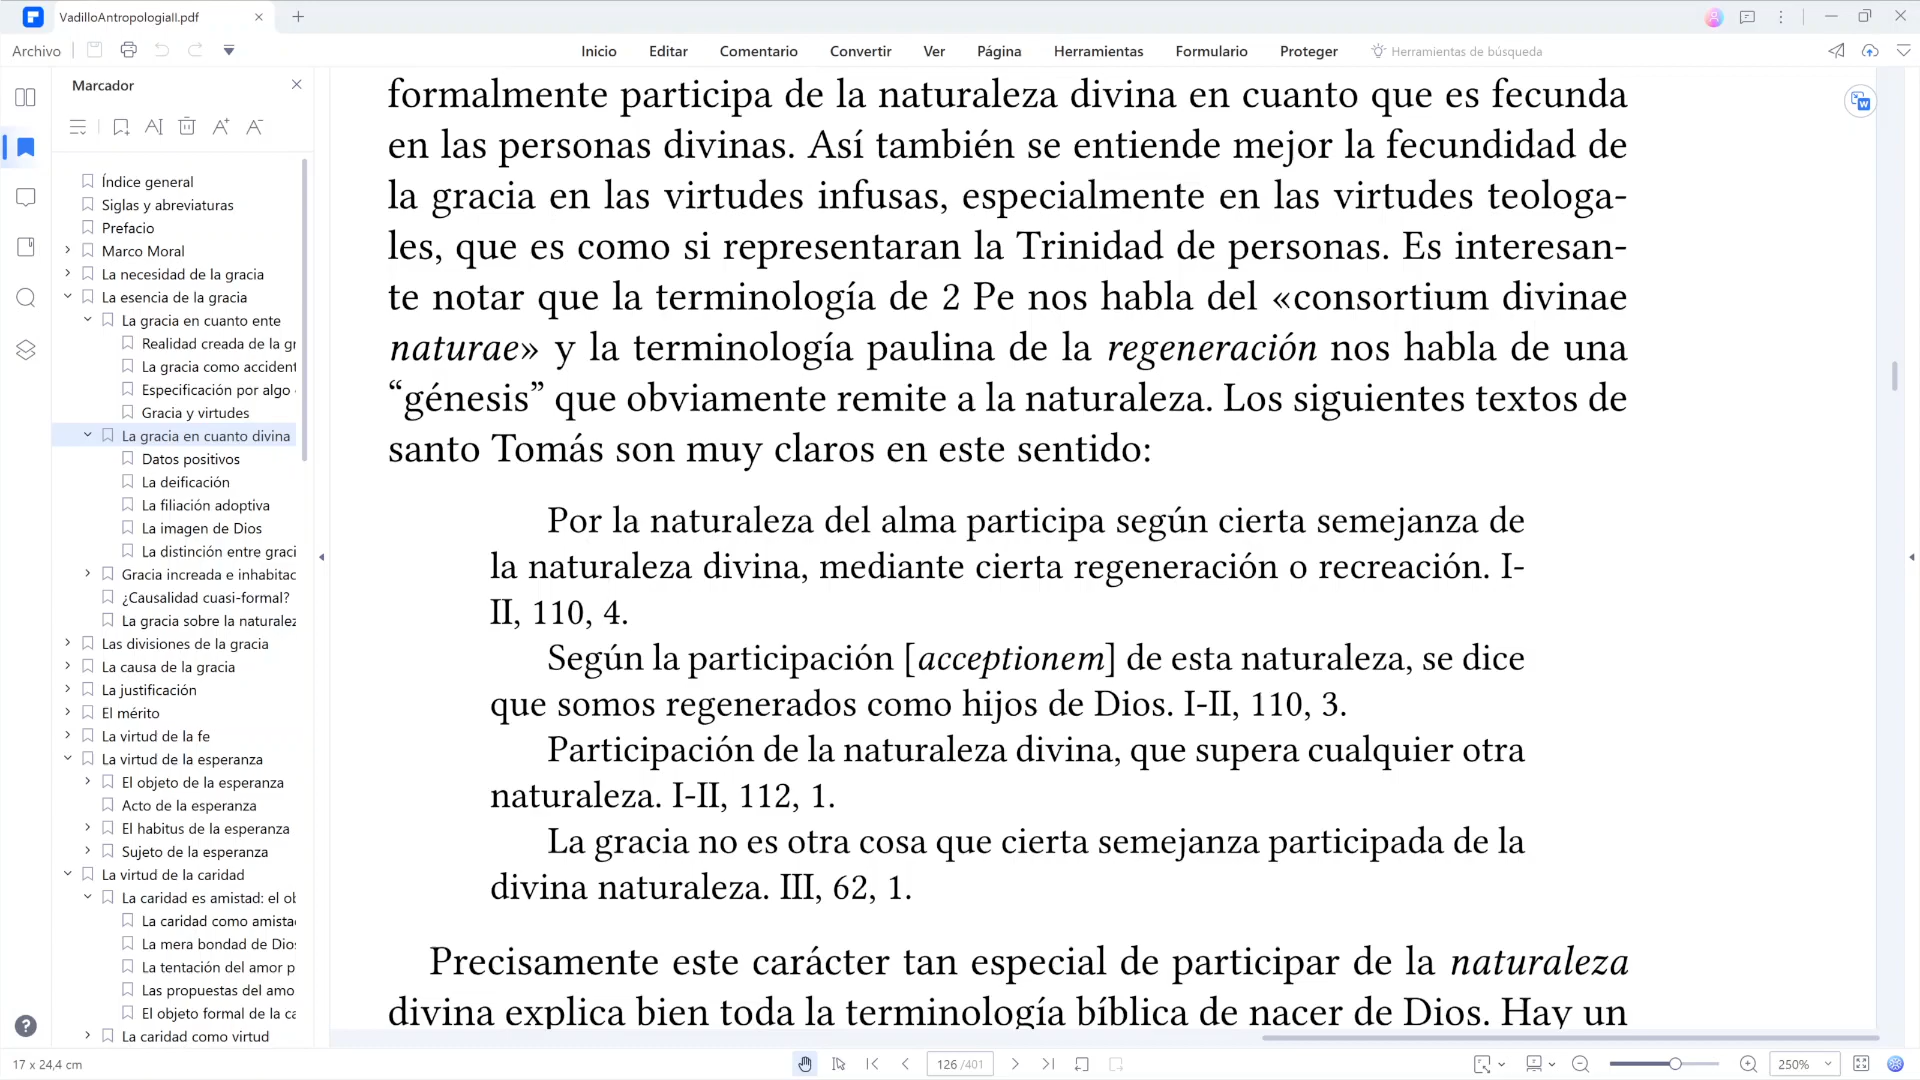 VadilloAntropologiaII.pdf
Archivo
Inicio
Editar
Comentario
Convertir
Ver
Página
Herramientas
Formulario
Proteger
Herramientas de búsqueda
Marcador
Índice general
Siglas y abreviaturas
Prefacio
Marco Moral
La necesidad de la gracia
La esencia de la gracia
La gracia en cuanto ente
Realidad creada de la gr
La gracia como accident
Especificación por algo
Gracia y virtudes
La gracia en cuanto divina
Datos positivos
La deificación
La filiación adoptiva
La imagen de Dios
La distinción entre graci
Gracia increada e inhabitac
¿Causalidad cuasi-formal?
La gracia sobre la naturalez
Las divisiones de la gracia
La causa de la gracia
La justificación
El mérito
La virtud de la fe
La virtud de la esperanza
El objeto de la esperanza
Acto de la esperanza
El habitus de la esperanza
Sujeto de la esperanza
La virtud de la caridad
La caridad es amistad: el ob
La caridad como amista
La mera bondad de Dios
La tentación del amor p
Las propuestas del amo
El objeto formal de la ca
La caridad como virtud
formalmente participa de la naturaleza divina en cuanto que es fecunda
en las personas divinas. Así también se entiende mejor la fecundidad de
la gracia en las virtudes infusas, especialmente en las virtudes teologa-
les, que es como si representaran la Trinidad de personas. Es interesan-
te notar que la terminología de 2 Pe nos habla del «consortium divinae
naturae» y la terminología paulina de la regeneración nos habla de una
“génesis” que obviamente remite a la naturaleza. Los siguientes textos de
santo Tomás son muy claros en este sentido:
Por la naturaleza del alma participa según cierta semejanza de
la naturaleza divina, mediante cierta regeneración o recreación. I-
II, 110, 4.
Según la participación [acceptionem] de esta naturaleza, se dice
que somos regenerados como hijos de Dios. I-II, 110, 3.
Participación de la naturaleza divina, que supera cualquier otra
naturaleza. I-II, 112, 1.
La gracia no es otra cosa que cierta semejanza participada de la
divina naturaleza. III, 62, 1.
Precisamente este carácter tan especial de participar de la naturaleza
divina explica bien toda la terminología bíblica de nacer de Dios. Hay un
17 x 24,4 cm
126 /401
250%